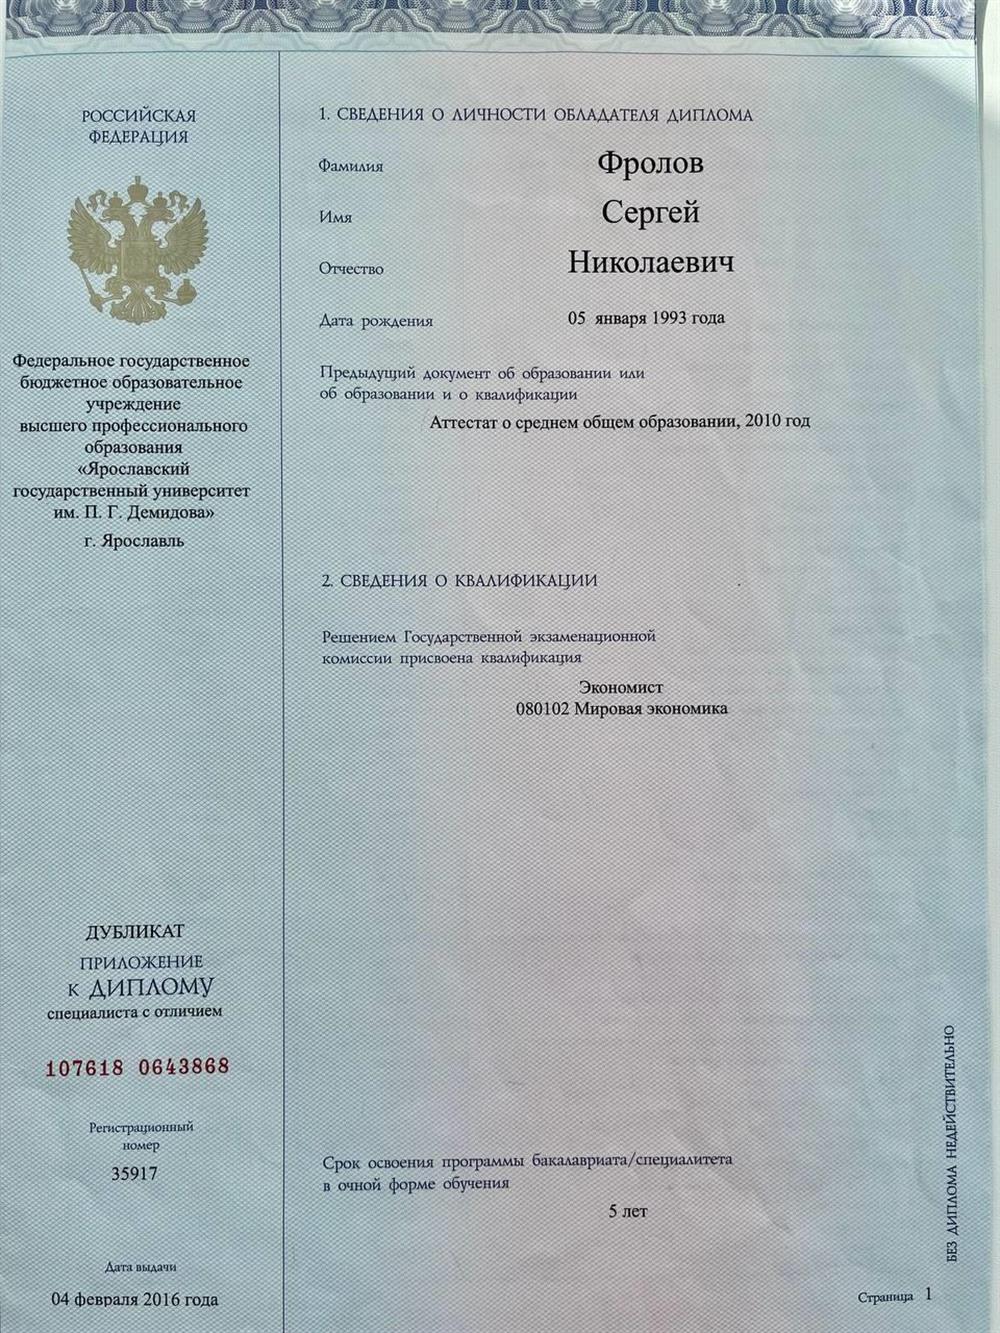 РОССИЙСКАЯ
ФЕДЕРАЦИЯ
Федеральное государственное
бюджетное образовательное
учреждение
высшего профессионального
образования
«Ярославский
государственный университет
им. П. Г. Демидова»
г. Ярославль
ДУБЛИКАТ
ПРИЛОЖЕНИЕ
к ДИПЛОМУ
специалиста с отличием
107618 0643868
Регистрационный
номер
35917
Дата выдачи
04 февраля 2016 года
1. СВЕДЕНИЯ О ЛИЧНОСТИ ОБЛАДАТЕЛЯ ДИПЛОМА
Фамилия Фролов
Имя Сергей
Отчество Николаевич
Дата рождения 05 января 1993 года
Предыдущий документ об образовании или
об образовании и о квалификации
Аттестат о среднем общем образовании, 2010 год
2. СВЕДЕНИЯ О КВАЛИФИКАЦИИ
Решением Государственной экзаменационной
комиссии присвоена квалификация
Экономист
080102 Мировая экономика
Срок освоения программы бакалавриата/специалитета
в очной форме обучения
5 лет
БЕЗ ДИПЛОМА НЕДЕЙСТВИТЕЛЬНО
Страница 1